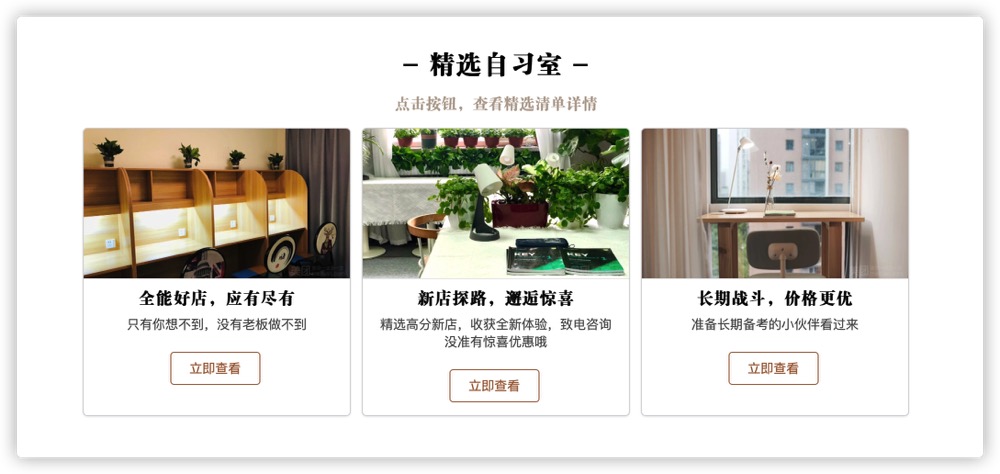 – 精选自习室 –
点击按钮，查看精选清单详情
KEY
KEY
全能好店，应有尽有
只有你想不到，没有老板做不到
立即查看
新店探路，邂逅惊喜
精选高分新店，收获全新体验，致电咨询
没准有惊喜优惠哦
立即查看
长期战斗，价格更优
准备长期备考的小伙伴看过来
立即查看